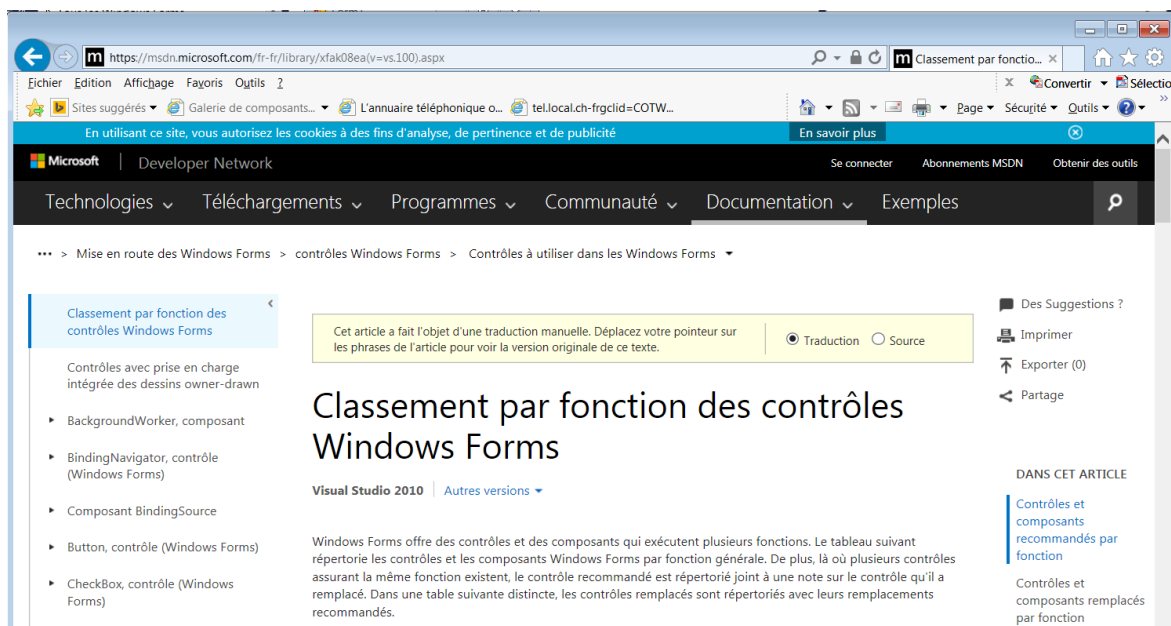 https://msdn.microsoft.com/fr-fr/library/xfak08ea(v=vs.100).aspx
Classement par fonctio...
Fichier Edition Affichage Favoris Outils ?
Convertir
Sélectio
Sites suggérés
Galerie de composants...
L'annuaire téléphonique o...
tel.local.ch-frgclid=COTW...
Page Sécurité Outils
En utilisant ce site, vous autorisez les cookies à des fins d'analyse, de pertinence et de publicité
En savoir plus
Microsoft Developer Network
Se connecter Abonnements MSDN Obtenir des outils
Technologies Téléchargements Programmes Communauté Documentation Exemples
... > Mise en route des Windows Forms > contrôles Windows Forms > Contrôles à utiliser dans les Windows Forms
Classement par fonction des
contrôles Windows Forms
Contrôles avec prise en charge
intégrée des dessins owner-drawn
BackgroundWorker, composant
BindingNavigator, contrôle
(Windows Forms)
Composant BindingSource
Button, contrôle (Windows Forms)
CheckBox, contrôle (Windows
Forms)
Cet article a fait l'objet d'une traduction manuelle. Déplacez votre pointeur sur
les phrases de l'article pour voir la version originale de ce texte.
Traduction Source
Classement par fonction des contrôles
Windows Forms
Visual Studio 2010 Autres versions
Windows Forms offre des contrôles et des composants qui exécutent plusieurs fonctions. Le tableau suivant
répertorie les contrôles et les composants Windows Forms par fonction générale. De plus, là où plusieurs contrôles
assurant la même fonction existent, le contrôle recommandé est répertorié joint à une note sur le contrôle qu'il a
remplacé. Dans une table suivante distincte, les contrôles remplacés sont répertoriés avec leurs remplacements
recommandés.
Des Suggestions ?
Imprimer
Exporter (0)
Partage
DANS CET ARTICLE
Contrôles et
composants
recommandés par
fonction
Contrôles et
composants remplacés
par fonction